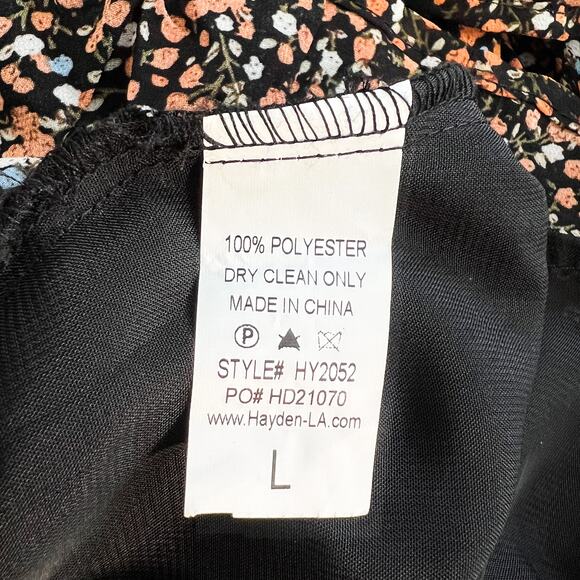 100% POLYESTER
DRY CLEAN ONLY
MADE IN CHINA
P
STYLE# HY2052
PO# HD21070
www.Hayden-LA.com
L